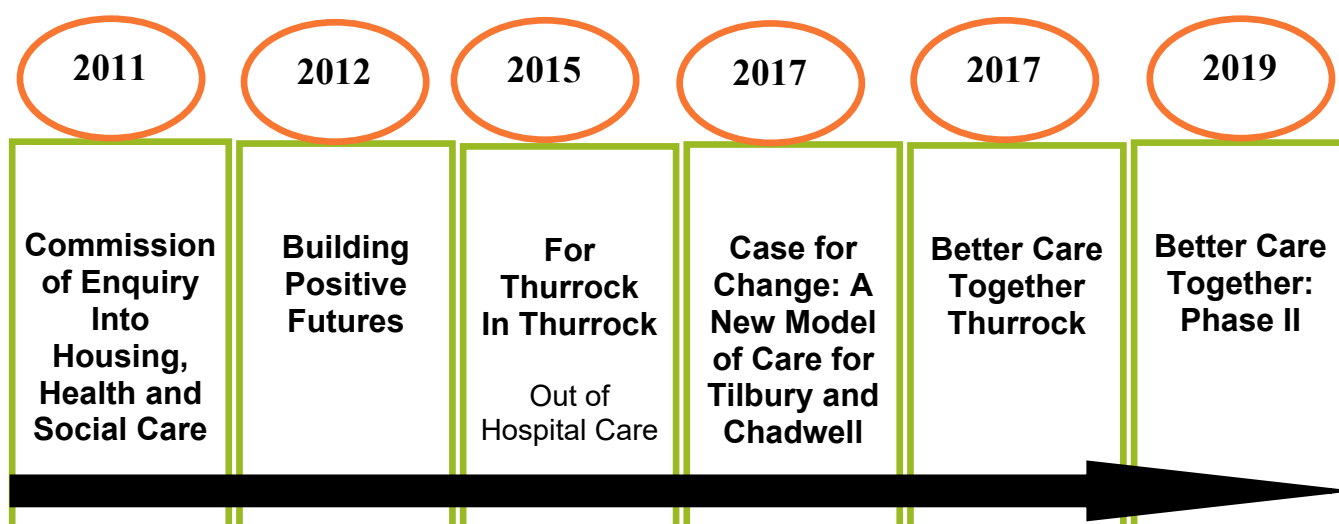 2011
Commission
of Enquiry
Into
Housing,
Health and
Social Care
2012
Building
Positive
Futures
2015
For
Thurrock
In Thurrock
Out of
Hospital Care
2017
Case for
Change: A
New Model
of Care for
Tilbury and
Chadwell
2017
Better Care
Together
Thurrock
2019
Better Care
Together:
Phase II